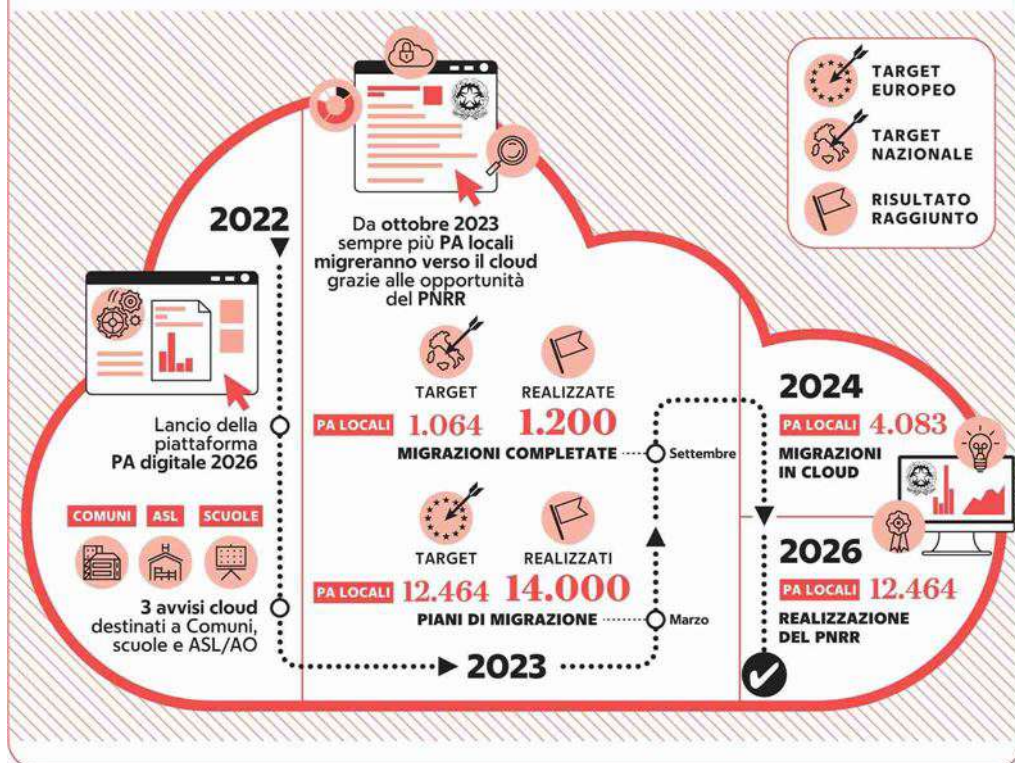 TARGET
EUROPEO
TARGET
NAZIONALE
RISULTATO
RAGGIUNTO
2022
Lancio della
piattaforma
PA digitale 2026
COMUNI ASL SCUOLE
3 avvisi cloud
destinati a Comuni,
scuole e ASL/AO
Da ottobre 2023
sempre più PA locali
migreranno verso il cloud
grazie alle opportunità
del PNRR
TARGET REALIZZATE
PA LOCALI 1.064 1.200
MIGRAZIONI COMPLETATE Settembre
TARGET REALIZZATI
PA LOCALI 12.464 14.000
PIANI DI MIGRAZIONE Marzo
2023
2024
PA LOCALI 4.083
MIGRAZIONI
IN CLOUD
2026
PA LOCALI 12.464
REALIZZAZIONE
DEL PNRR